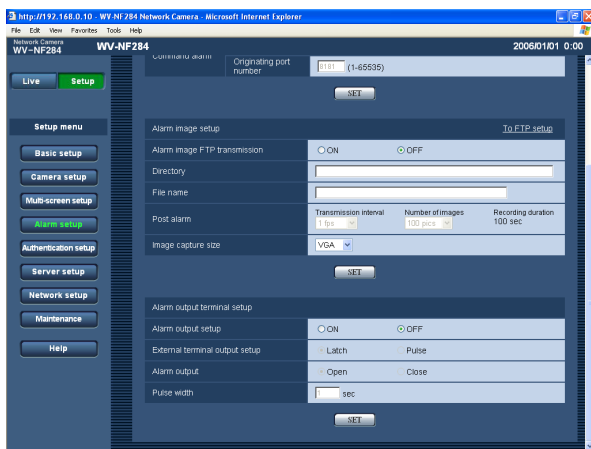 http://192.168.0.10 - WV-NF284 Network Camera - Microsoft Internet Explorer
File Edit View Favorites Tools Help
Network Camera
WV-NF284
WV-NF284
2006/01/01 0:00
Live
Setup
Setup menu
Basic setup
Camera setup
Multi-screen setup
Alarm setup
Authentication setup
Server setup
Network setup
Maintenance
Help
Command alarm
Originating port number
8181 (1-65535)
SET
Alarm image setup To FTP setup
Alarm image FTP transmission ON OFF
Directory
File name
Post alarm
Transmission interval Number of images Recording duration
1 fps 100 pics 100 sec
Image capture size VGA
SET
Alarm output terminal setup
Alarm output setup ON OFF
External terminal output setup Latch Pulse
Alarm output Open Close
Pulse width 1 sec
SET